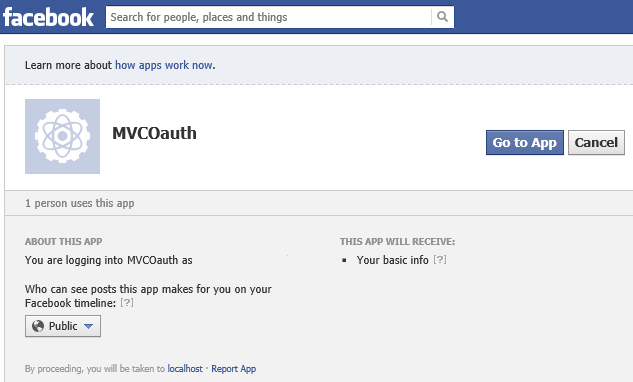 facebook
Search for people, places and things
Learn more about how apps work now.
MVCOauth
Go to App
Cancel
1 person uses this app
ABOUT THIS APP
You are logging into MVCOauth as
Who can see posts this app makes for you on your
Facebook timeline: [?]
Public
THIS APP WILL RECEIVE:
Your basic info [?]
By proceeding, you will be taken to localhost · Report App